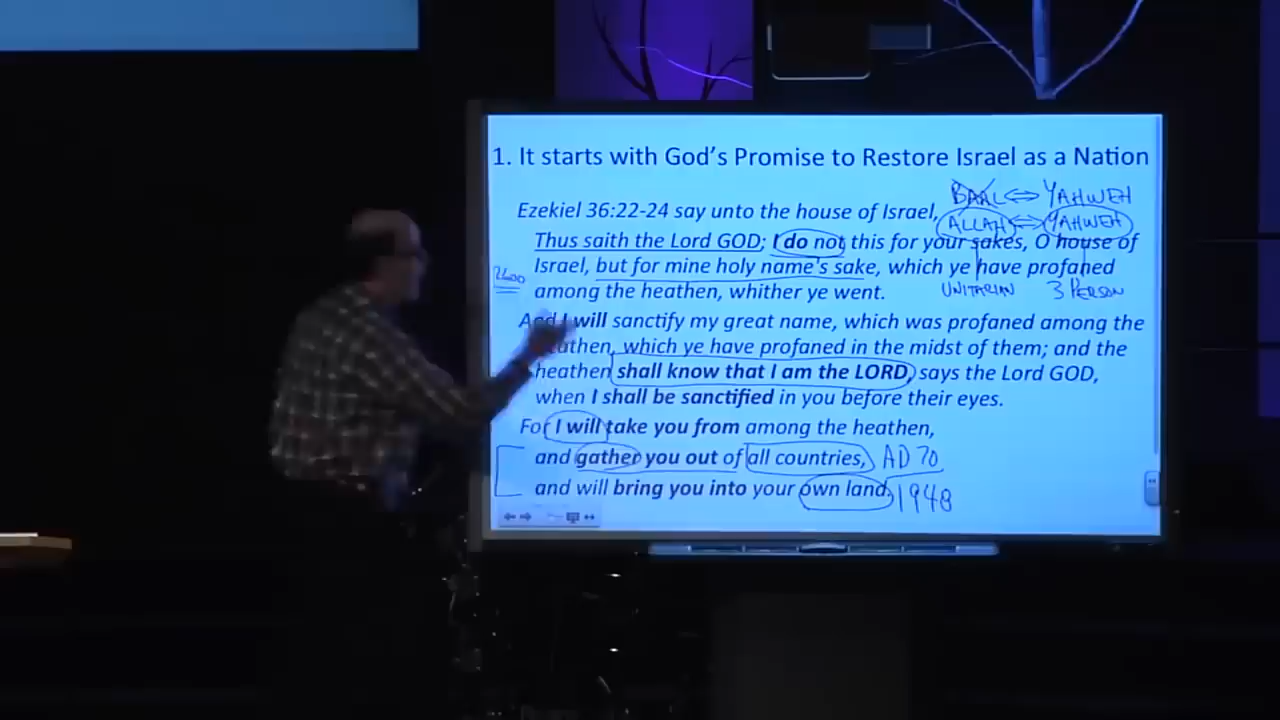 1. It starts with God's Promise to Restore Israel as a Nation
BAAL ⇔ YAHWEH
Ezekiel 36:22-24 say unto the house of Israel,
ALLAH ⇔ YAHWEH
Thus saith the Lord GOD; I do not this for your sakes, O house of
Israel, but for mine holy name's sake, which ye have profaned
2600
among the heathen, whither ye went.
UNITARIAN 3 PERSON
And I will sanctify my great name, which was profaned among the
heathen, which ye have profaned in the midst of them; and the
heathen shall know that I am the LORD, says the Lord GOD,
when I shall be sanctified in you before their eyes.
For I will take you from among the heathen,
and gather you out of all countries, AD 70
and will bring you into your own land. 1948